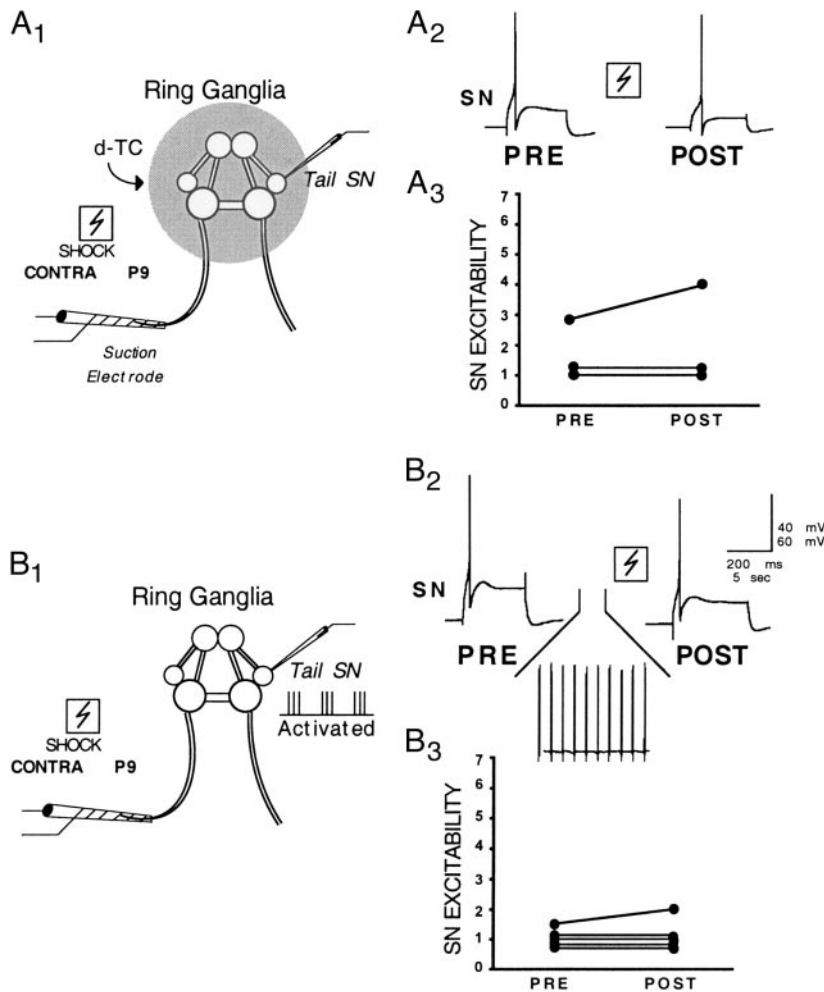 A1
Ring Ganglia
d-TC
Tail SN
SHOCK
CONTRA P9
Suction
Electrode
A2
SN
PRE
POST
A3
SN EXCITABILITY
7
6
5
4
3
2
1
0
PRE POST
B1
Ring Ganglia
Tail SN
Activated
SHOCK
CONTRA P9
B2
SN
PRE
POST
40 mV
60 mV
200 ms
5 sec
B3
SN EXCITABILITY
7
6
5
4
3
2
1
0
PRE POST